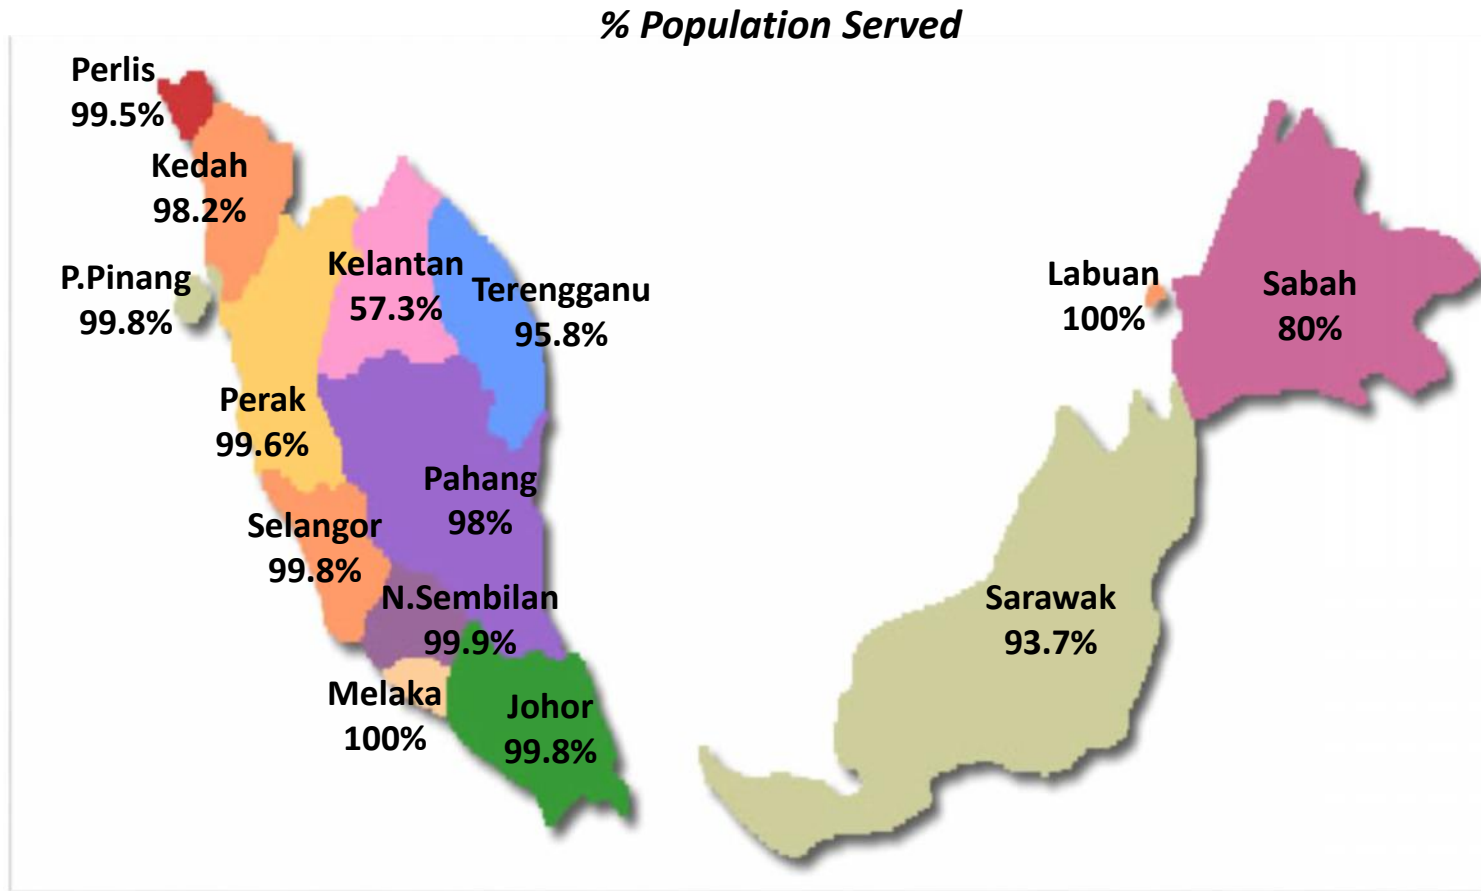 % Population Served
Perlis
99.5%
Kedah
98.2%
P.Pinang
99.8%
Kelantan
57.3%
Terengganu
95.8%
Perak
99.6%
Pahang
98%
Selangor
99.8%
N.Sembilan
99.9%
Melaka
100%
Johor
99.8%
Labuan
100%
Sabah
80%
Sarawak
93.7%